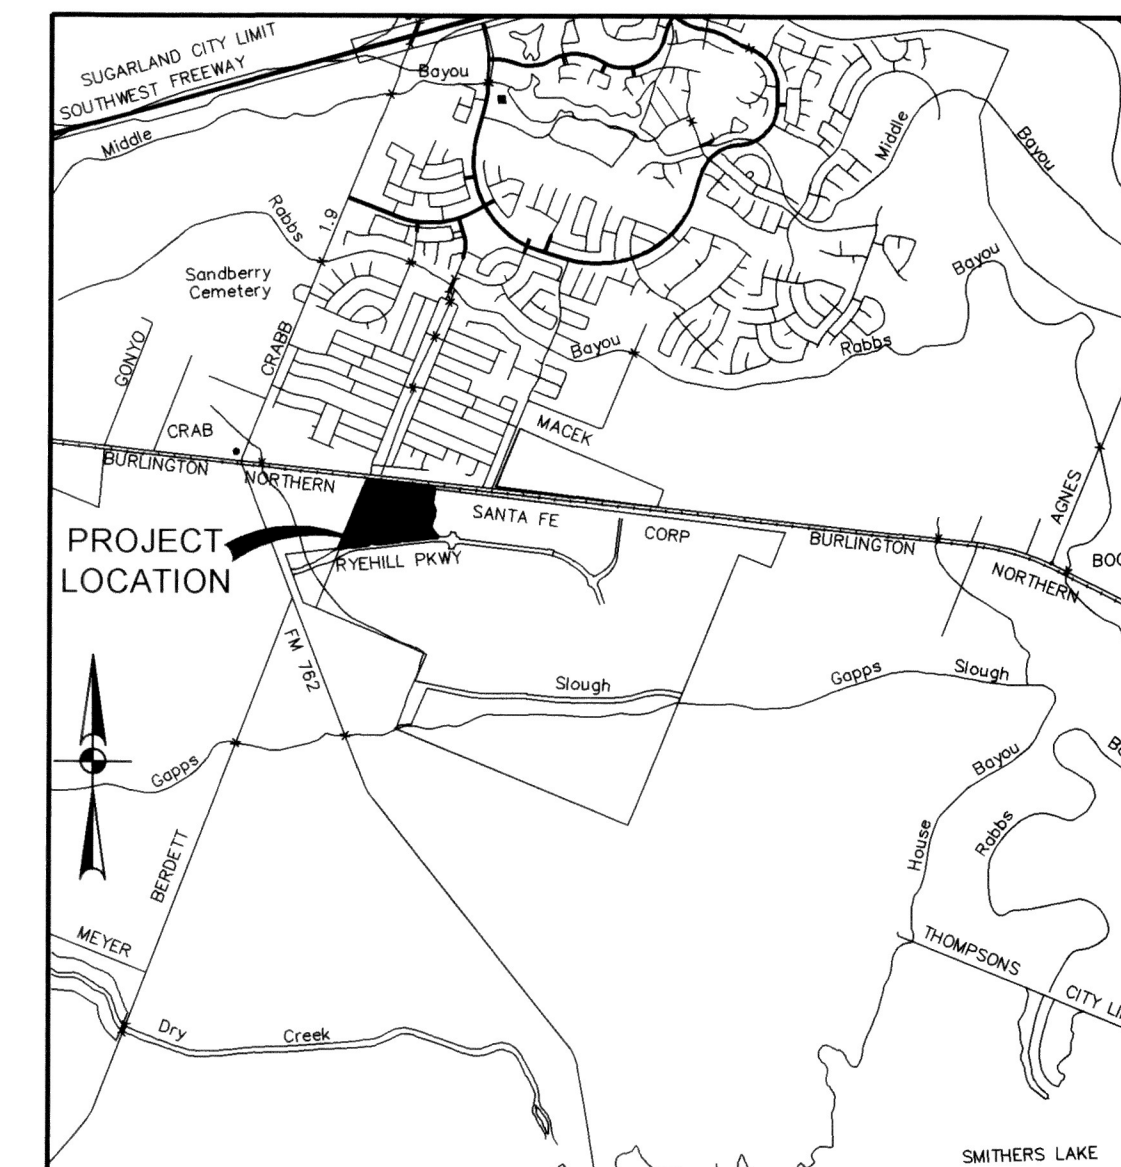 SUGARLAND CITY LIMIT
SOUTHWEST FREEWAY
Bayou
Middle
Middle
Bayou
Rabbs
1.9
Bayou
Sandberry
Cemetery
GONYO
CRABB
Bayou
Rabbs
CRAB
MACEK
BURLINGTON
NORTHERN
AGNES
SANTA FE
CORP
BURLINGTON
PROJECT
LOCATION
RYEHILL PKWY
NORTHERN
FM 762
Slough
Gapps
Slough
Gapps
Bayou
BERDETT
House
Rabbs
MEYER
THOMPSONS
Dry
Creek
SMITHERS LAKE